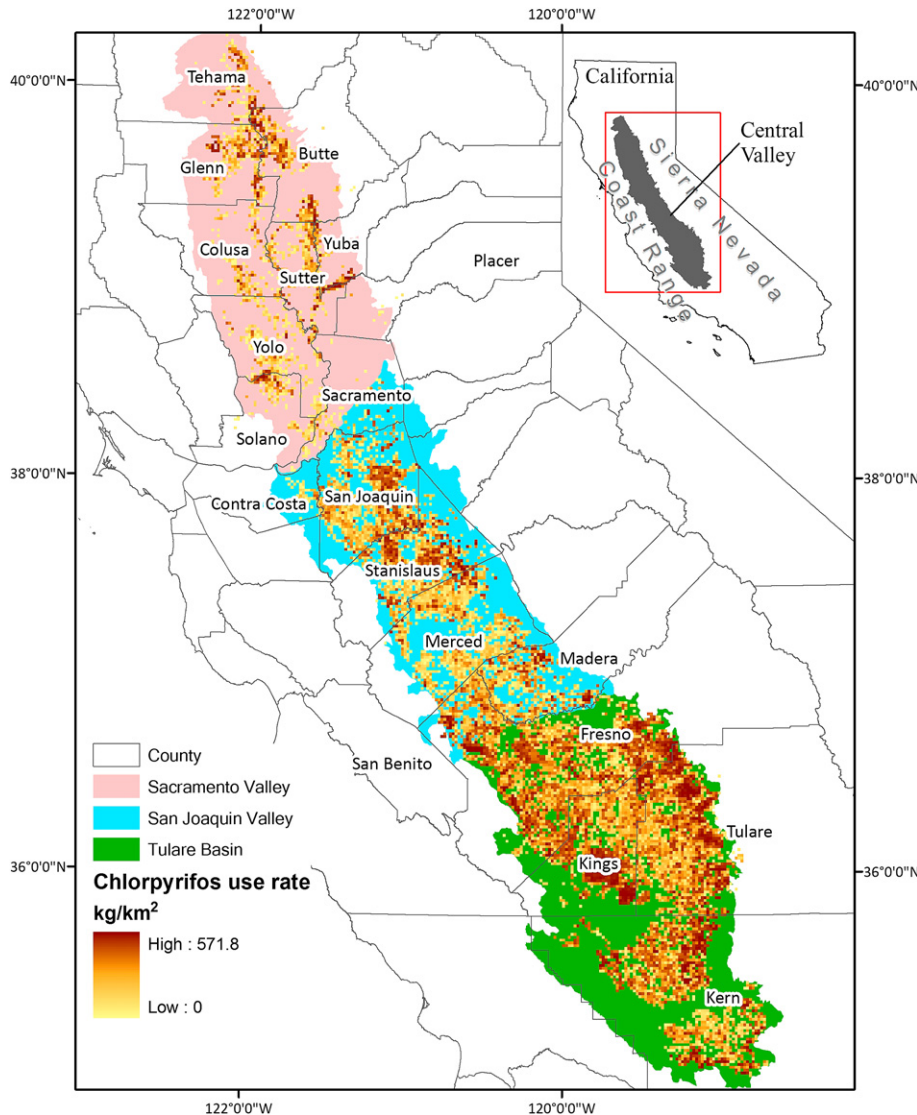 122°0'0"W
120°0'0"W
40°0'0"N
40°0'0"N
California
Central
Valley
Sierra Nevada
Coast Range
Tehama
Butte
Glenn
Colusa
Yuba
Sutter
Placer
Yolo
Sacramento
Solano
38°0'0"N
38°0'0"N
Contra Costa
San Joaquin
Stanislaus
Merced
Madera
Fresno
San Benito
Tulare
Kings
Kern
County
Sacramento Valley
San Joaquin Valley
Tulare Basin
36°0'0"N
36°0'0"N
Chlorpyrifos use rate
kg/km²
High : 571.8
Low : 0
122°0'0"W
120°0'0"W